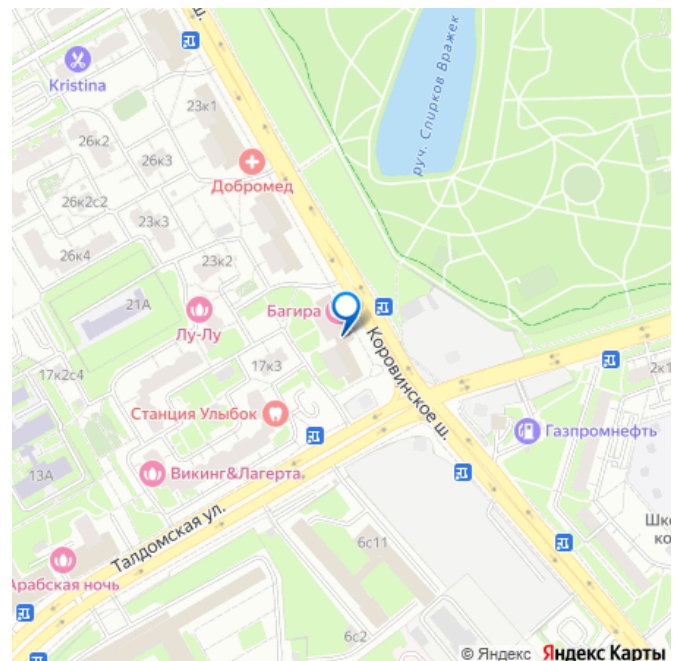 ш.
Kristina
23к1
26к2
26к3
Добромед
26к2с2
23к3
26к4
23к2
руч. Спирков Вражек
21А
Лу-Лу
Багира
Коровинское ш.
17к2с4
17к3
2к1
Станция Улыбок
Газпромнефть
13А
Викинг&Лагерта
Талдомская ул.
6с11
Арабская ночь
6с2
© Яндекс Яндекс Карты